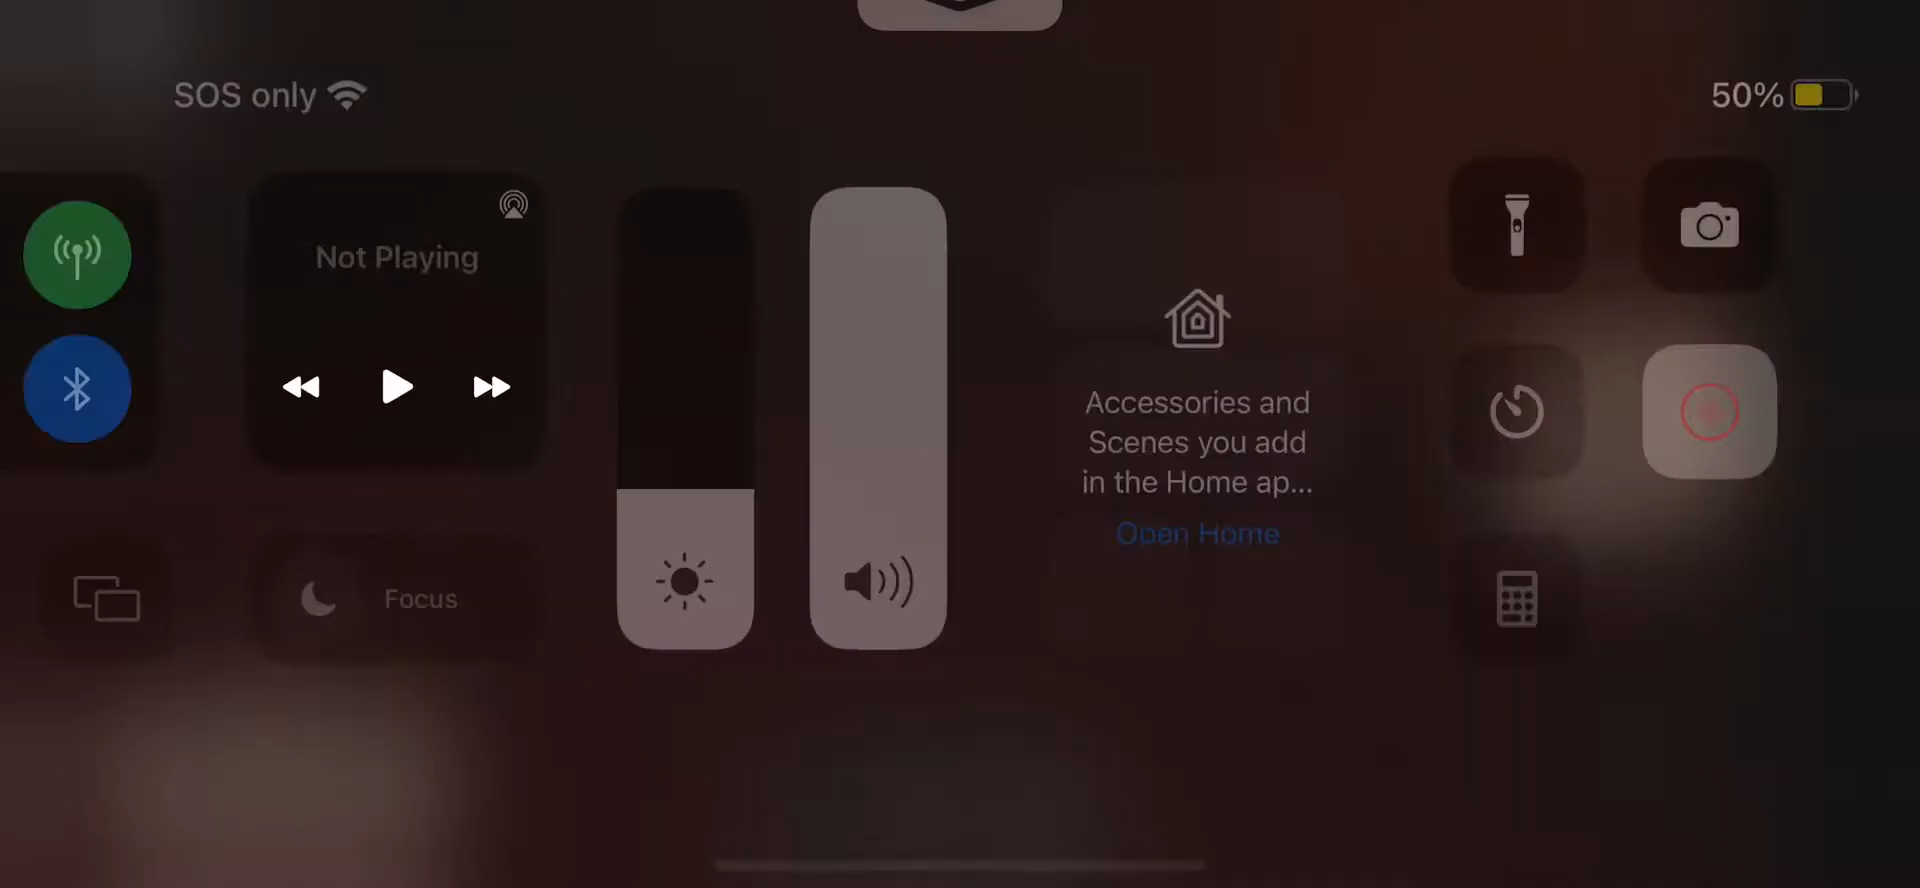 SOS only
50%
Not Playing
Accessories and
Scenes you add
in the Home ap...
Open Home
Focus